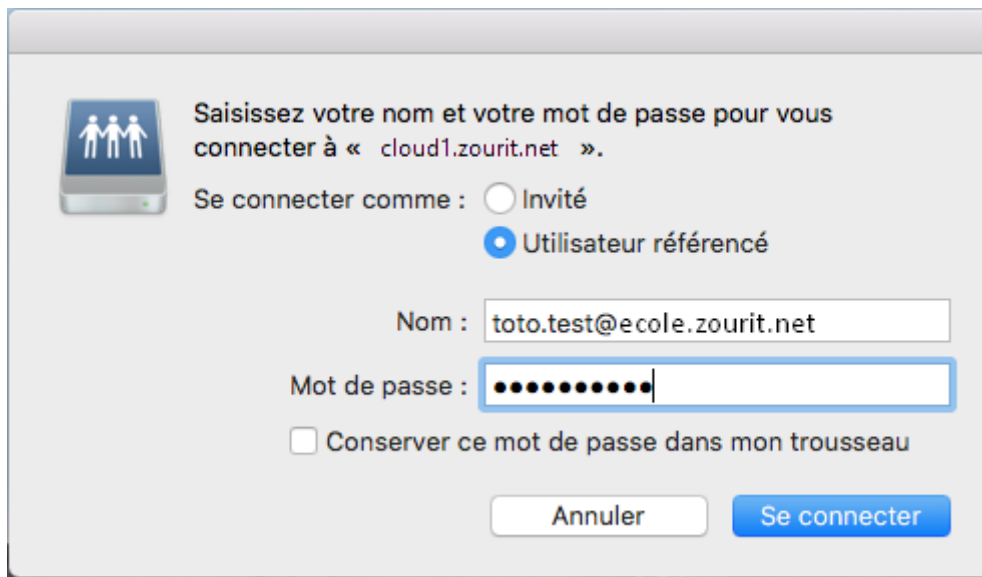 Saisissez votre nom et votre mot de passe pour vous
connecter à « cloud1.zourit.net ».
Se connecter comme : Invité
Utilisateur référencé
Nom : toto.test@ecole.zourit.net
Mot de passe : ●●●●●●●●●●
Conserver ce mot de passe dans mon trousseau
Annuler Se connecter